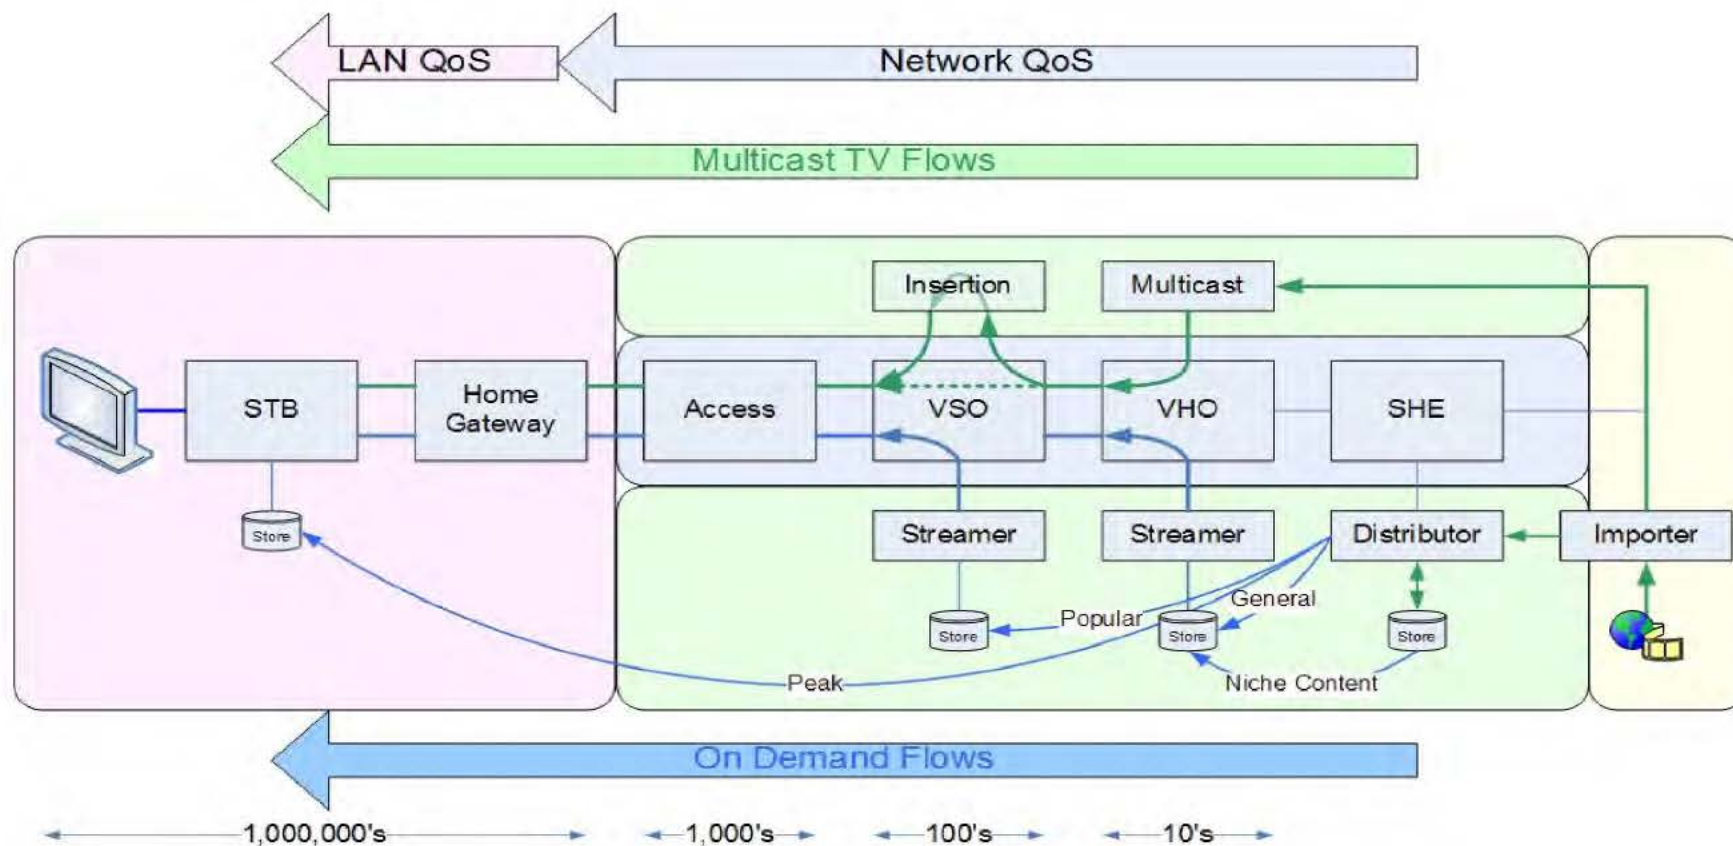 LAN QoS
Network QoS
Multicast TV Flows
Insertion
Multicast
STB
Home
Gateway
Access
VSO
VHO
SHE
Streamer
Streamer
Distributor
Importer
Store
Popular
General
Store
Store
Store
Peak
Niche Content
On Demand Flows
1,000,000's
1,000's
100's
10's